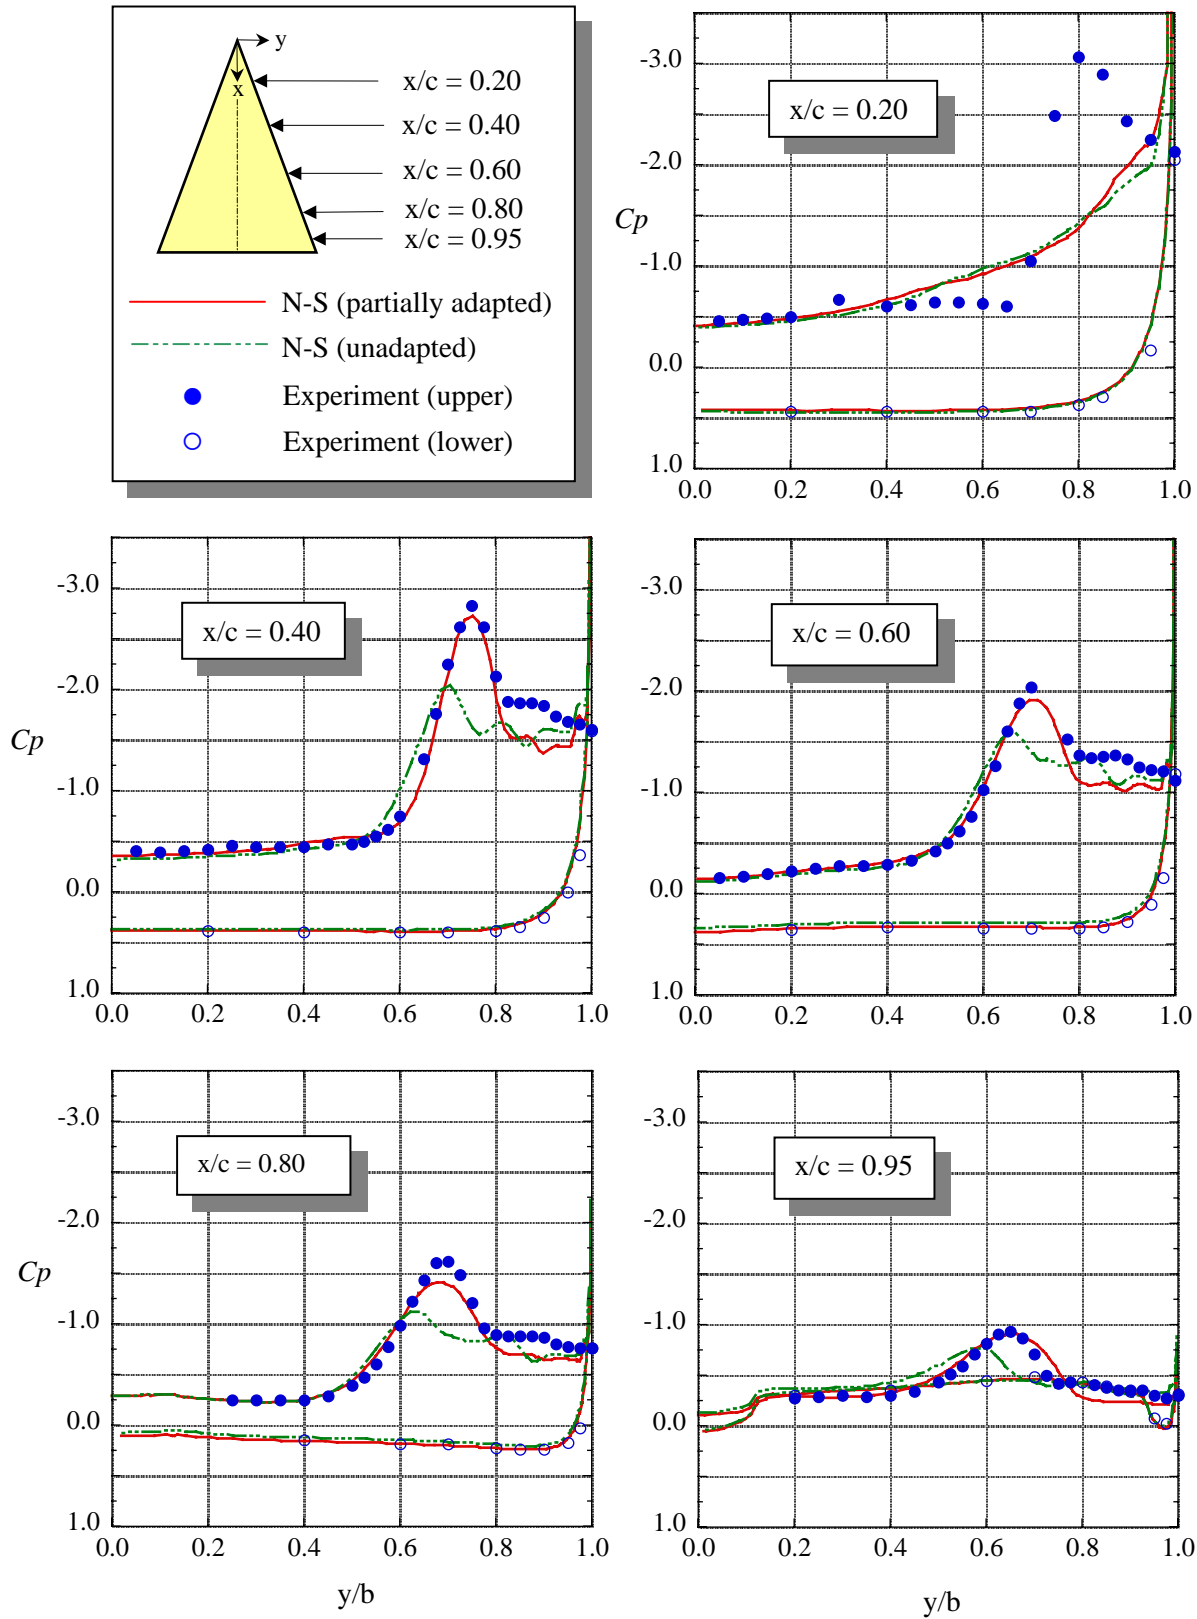 y
x
x/c = 0.20
x/c = 0.40
x/c = 0.60
x/c = 0.80
x/c = 0.95
N-S (partially adapted)
N-S (unadapted)
Experiment (upper)
Experiment (lower)
x/c = 0.20
Cp
-3.0
-2.0
-1.0
0.0
1.0
0.0 0.2 0.4 0.6 0.8 1.0
x/c = 0.40
Cp
-3.0
-2.0
-1.0
0.0
1.0
0.0 0.2 0.4 0.6 0.8 1.0
x/c = 0.60
-3.0
-2.0
-1.0
0.0
1.0
0.0 0.2 0.4 0.6 0.8 1.0
x/c = 0.80
Cp
-3.0
-2.0
-1.0
0.0
1.0
0.0 0.2 0.4 0.6 0.8 1.0
y/b
x/c = 0.95
-3.0
-2.0
-1.0
0.0
1.0
0.0 0.2 0.4 0.6 0.8 1.0
y/b